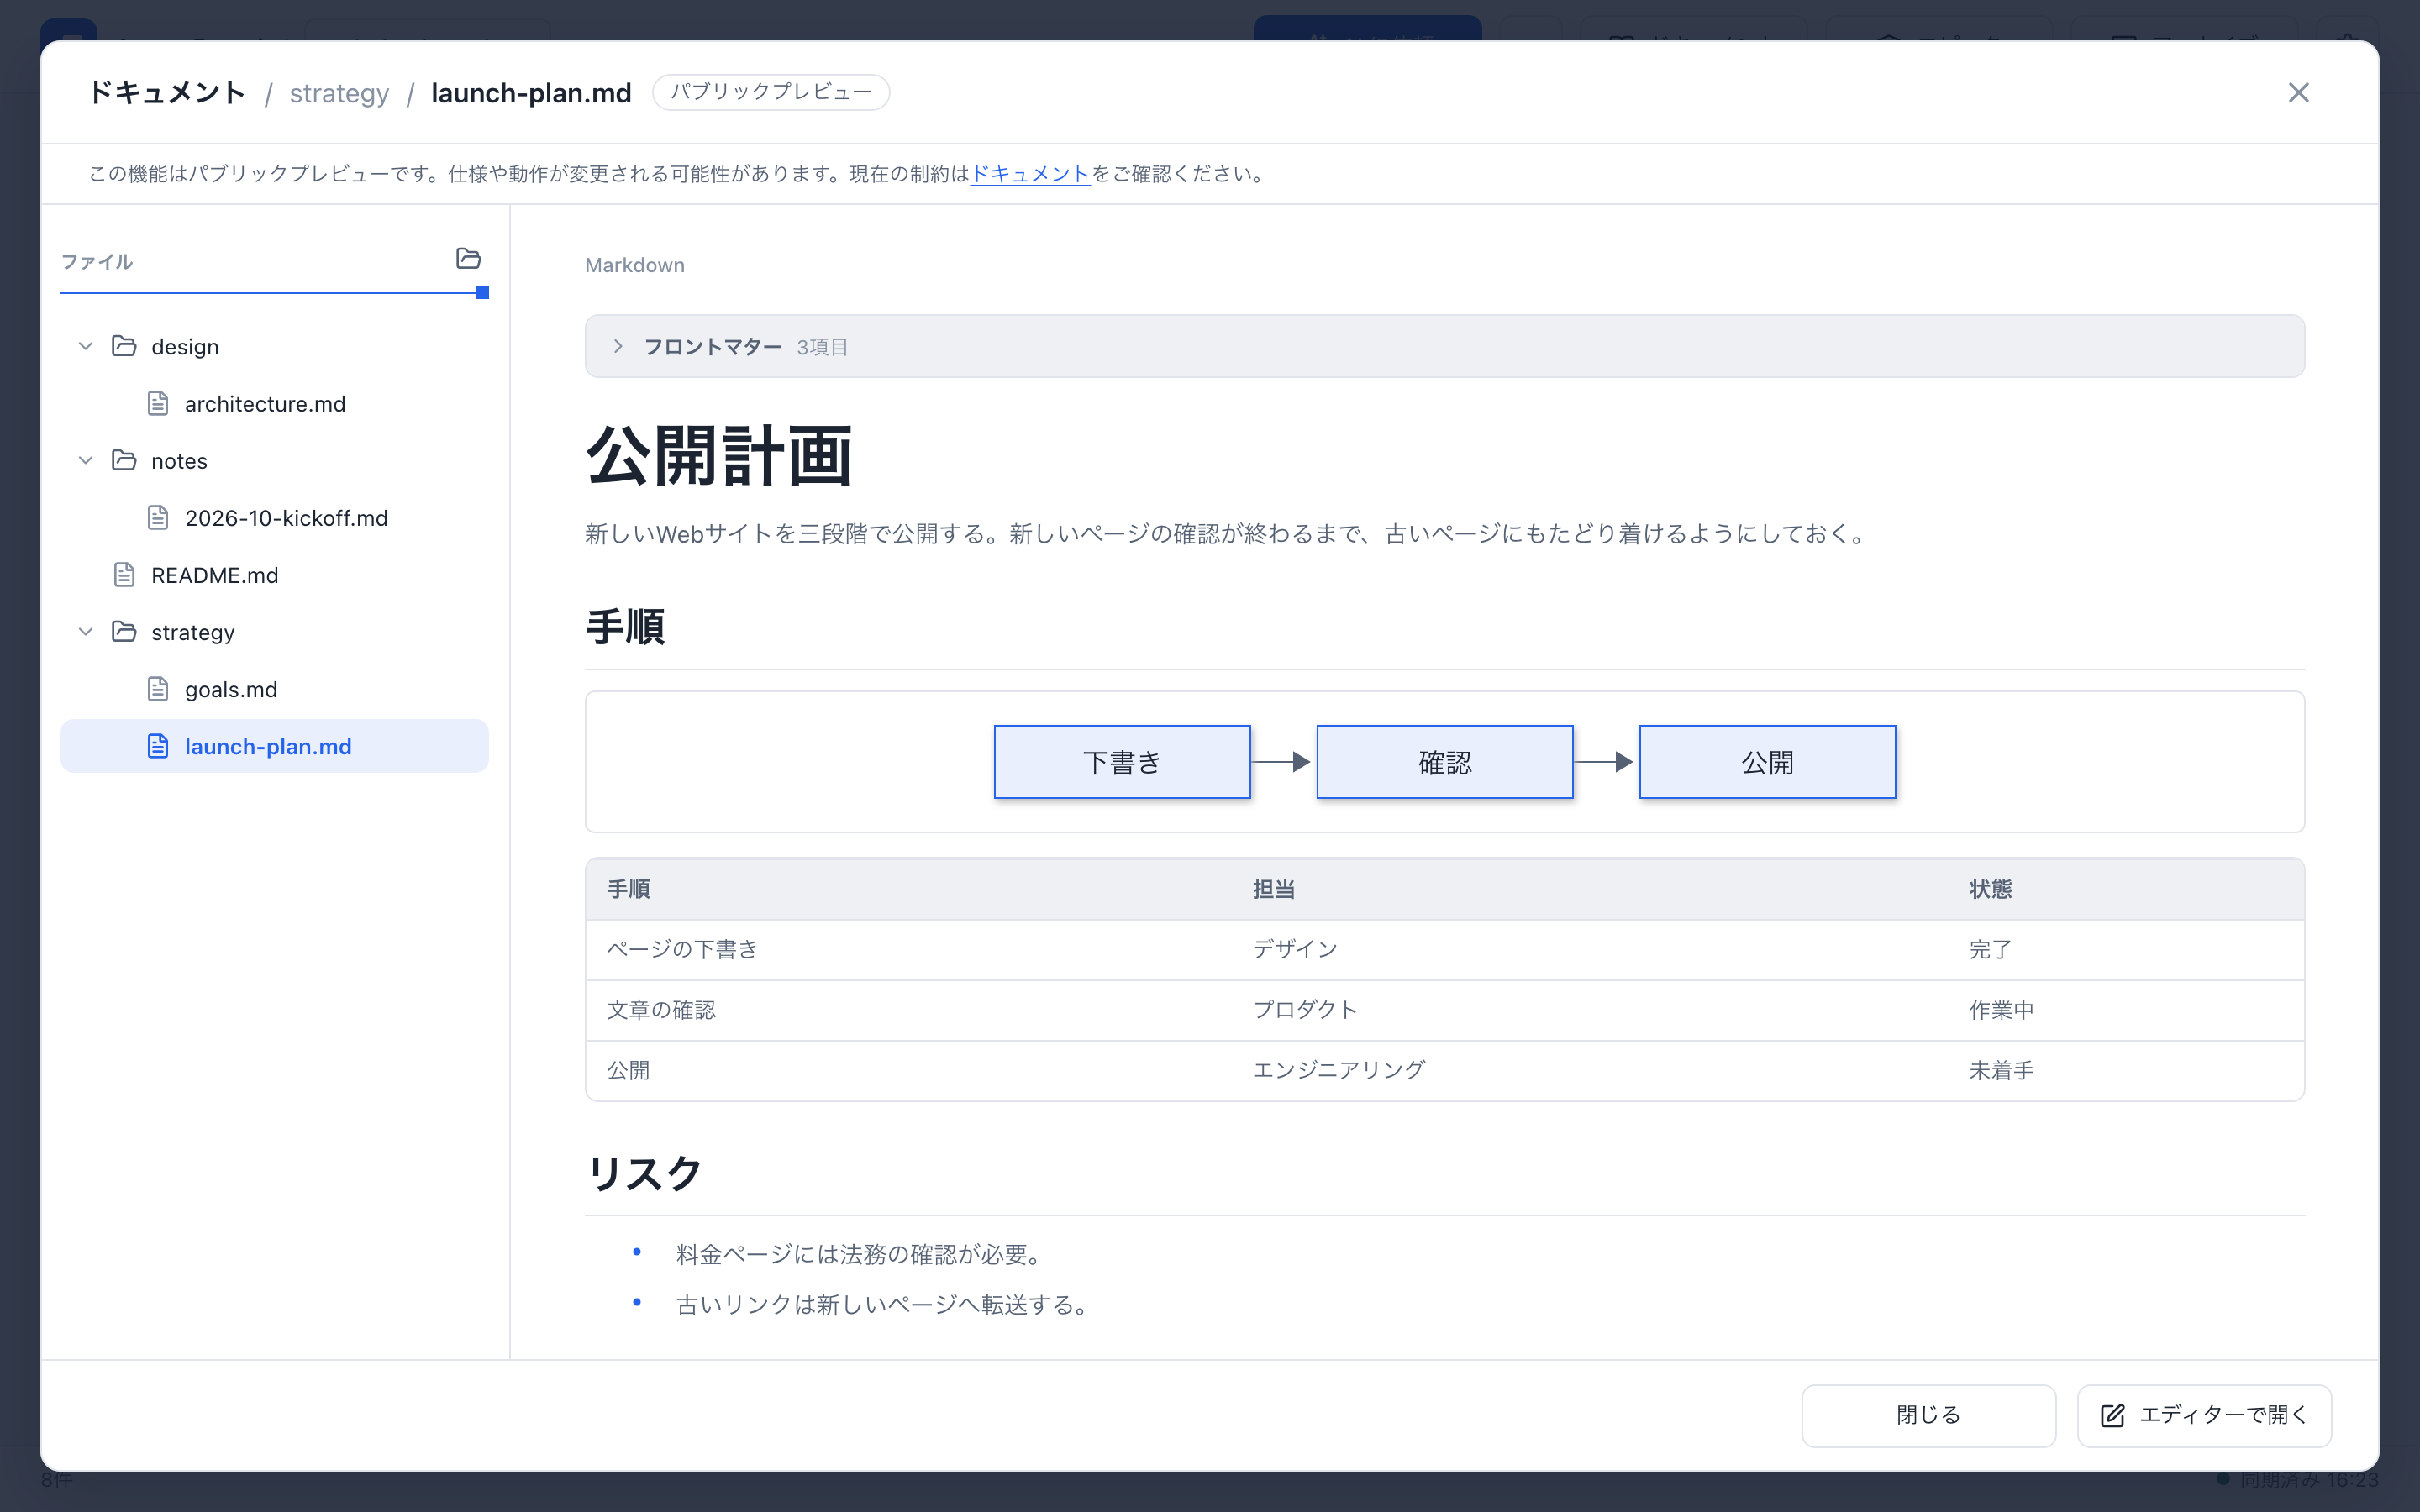 ドキュメント / strategy / launch-plan.md パブリックプレビュー
この機能はパブリックプレビューです。仕様や動作が変更される可能性があります。現在の制約はドキュメントをご確認ください。
ファイル
design
architecture.md
notes
2026-10-kickoff.md
README.md
strategy
goals.md
launch-plan.md
Markdown
フロントマター 3項目
公開計画
新しいWebサイトを三段階で公開する。新しいページの確認が終わるまで、古いページにもたどり着けるようにしておく。
手順
下書き 確認 公開
手順 担当 状態
ページの下書き デザイン 完了
文章の確認 プロダクト 作業中
公開 エンジニアリング 未着手
リスク
料金ページには法務の確認が必要。
古いリンクは新しいページへ転送する。
閉じる エディターで開く
8件 同期済み 16:23